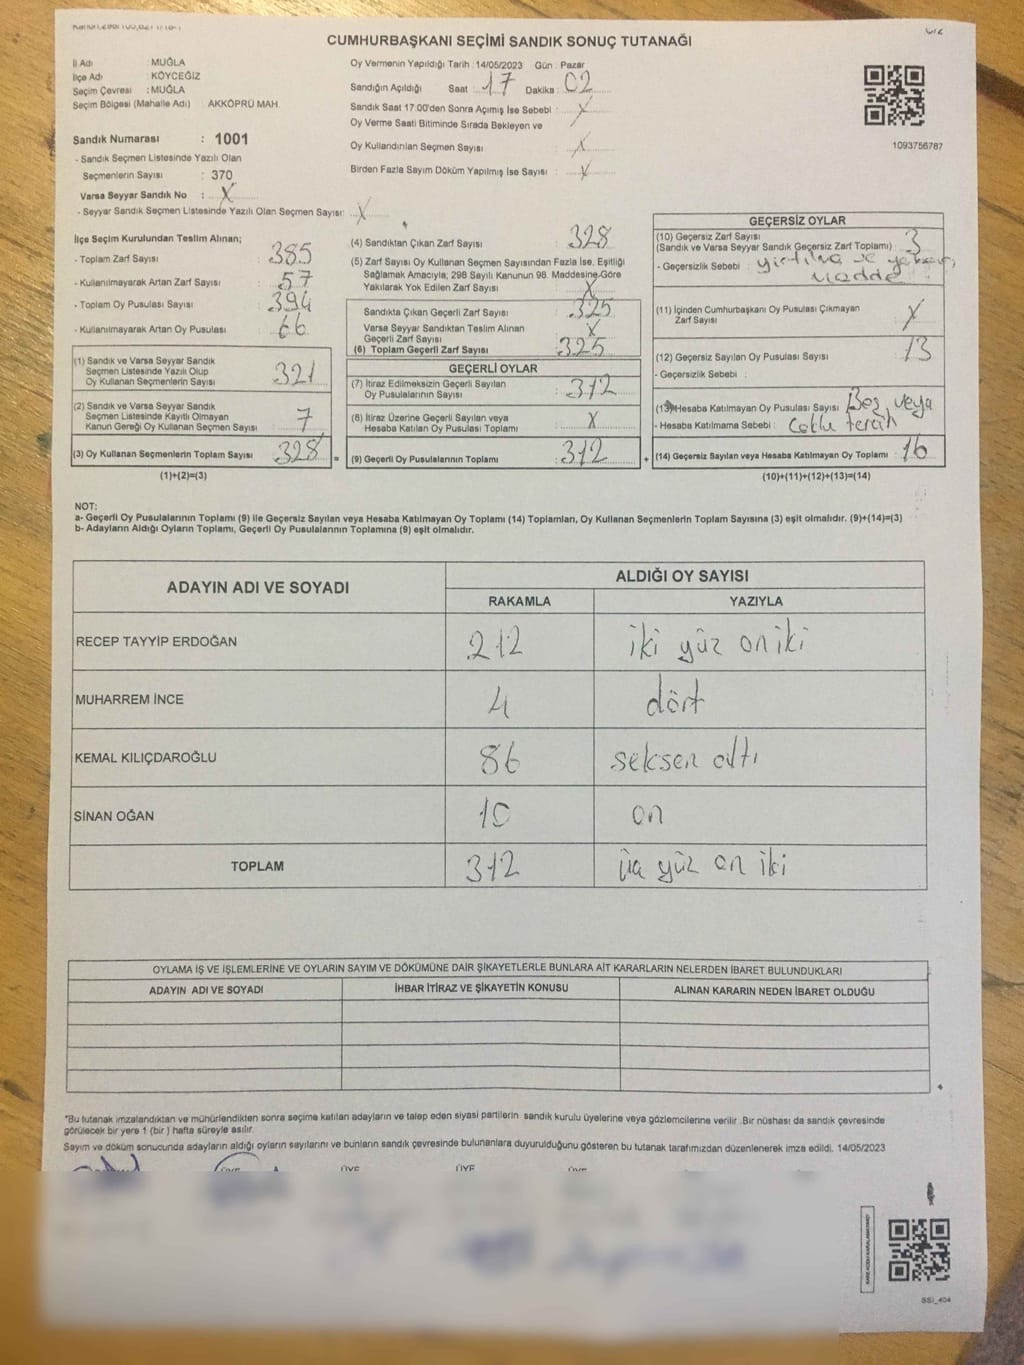 CUMHURBAŞKANI SEÇİMİ SANDIK SONUÇ TUTANAĞI
İl Adı : MUĞLA
İlçe Adı : KÖYCEĞİZ
Seçim Çevresi : MUĞLA
Seçim Bölgesi (Mahalle Adı) AKKÖPRÜ MAH.
Sandık Numarası : 1001
- Sandık Seçmen Listesinde Yazılı Olan
Seçmenlerin Sayısı : 370
Varsa Seyyar Sandık No : X
- Seyyar Sandık Seçmen Listesinde Yazılı Olan Seçmen Sayısı: X
Oy Vermenin Yapıldığı Tarih : 14/05/2023 Gün : Pazar
Sandığın Açıldığı Saat : 17 Dakika : 02
Sandık Saat 17:00'den Sonra Açımış İse Sebebi : X
Oy Verme Saati Bitiminde Sırada Bekleyen ve
Oy Kullandırılan Seçmen Sayısı : X
Birden Fazla Sayım Döküm Yapılmış İse Sayısı : X
1093756787
İlçe Seçim Kurulundan Teslim Alınan;
- Toplam Zarf Sayısı : 385
- Kullanılmayarak Artan Zarf Sayısı : 57
- Toplam Oy Pusulası Sayısı : 394
- Kullanılmayarak Artan Oy Pusulası : 66
(1) Sandık ve Varsa Seyyar Sandık
Seçmen Listesinde Yazılı Olup
Oy Kullanan Seçmenlerin Sayısı : 321
(2) Sandık ve Varsa Seyyar Sandık
Seçmen Listesinde Kayıtlı Olmayan
Kanun Gereği Oy Kullanan Seçmen Sayısı : 7
(3) Oy Kullanan Seçmenlerin Toplam Sayısı : 328 =
(1)+(2)=(3)
(4) Sandıktan Çıkan Zarf Sayısı : 328
(5) Zarf Sayısı Oy Kullanan Seçmen Sayısından Fazla İse, Eşitliği
Sağlamak Amacıyla; 298 Sayılı Kanunun 98. Maddesine Göre
Yakılarak Yok Edilen Zarf Sayısı : X
Sandıkta Çıkan Geçerli Zarf Sayısı : 325
Varsa Seyyar Sandıktan Teslim Alınan
Geçerli Zarf Sayısı : X
(6) Toplam Geçerli Zarf Sayısı : 325
GEÇERLİ OYLAR
(7) İtiraz Edilmeksizin Geçerli Sayılan
Oy Pusulalarının Sayısı : 312
(8) İtiraz Üzerine Geçerli Sayılan veya
Hesaba Katılan Oy Pusulası Toplamı : X
(9) Geçerli Oy Pusulalarının Toplamı : 312 +
GEÇERSİZ OYLAR
(10) Geçersiz Zarf Sayısı
(Sandık ve Varsa Seyyar Sandık Geçersiz Zarf Toplamı) : 3
- Geçersizlik Sebebi : yırtılma ve
Madde
(11) İçinden Cumhurbaşkanı Oy Pusulası Çıkmayan
Zarf Sayısı : X
(12) Geçersiz Sayılan Oy Pusulası Sayısı : 13
- Geçersizlik Sebebi :
(13) Hesaba Katılmayan Oy Pusulası Sayısı : Boş veya
- Hesaba Katılmama Sebebi : Çoklu tercih
(14) Geçersiz Sayılan veya Hesaba Katılmayan Oy Toplamı : 16
(10)+(11)+(12)+(13)=(14)
NOT:
a- Geçerli Oy Pusulalarının Toplamı (9) ile Geçersiz Sayılan veya Hesaba Katılmayan Oy Toplamı (14) Toplamları, Oy Kullanan Seçmenlerin Toplam Sayısına (3) eşit olmalıdır. (9)+(14)=(3)
b- Adayların Aldığı Oyların Toplamı, Geçerli Oy Pusulalarının Toplamına (9) eşit olmalıdır.
ADAYIN ADI VE SOYADI
ALDIĞI OY SAYISI
RAKAMLA YAZIYLA
RECEP TAYYİP ERDOĞAN 212 iki yüz on iki
MUHARREM İNCE 4 dört
KEMAL KILIÇDAROĞLU 86 seksen altı
SİNAN OĞAN 10 on
TOPLAM 312 üç yüz on iki
OYLAMA İŞ VE İŞLEMLERİNE VE OYLARIN SAYIM VE DÖKÜMÜNE DAİR ŞİKAYETLERLE BUNLARA AİT KARARLARIN NELERDEN İBARET BULUNDUKLARI
ADAYIN ADI VE SOYADI İHBAR İTİRAZ VE ŞİKAYETİN KONUSU ALINAN KARARIN NEDEN İBARET OLDUĞU
*Bu tutanak imzalandıktan ve mühürlendikten sonra seçime katılan adayların ve talep eden siyasi partilerin sandık kurulu üyelerine veya gözlemcilerine verilir. Bir nüshası da sandık çevresinde
görülecek bir yere 1 (bir) hafta süreyle asılır.
Sayım ve döküm sonucunda adayların aldığı oyların sayılarını ve bunların sandık çevresinde bulunanlara duyurulduğunu gösteren bu tutanak tarafımızdan düzenlenerek imza edildi. 14/05/2023
ÜYE ÜYE ÜYE ÜYE
SSİ_404